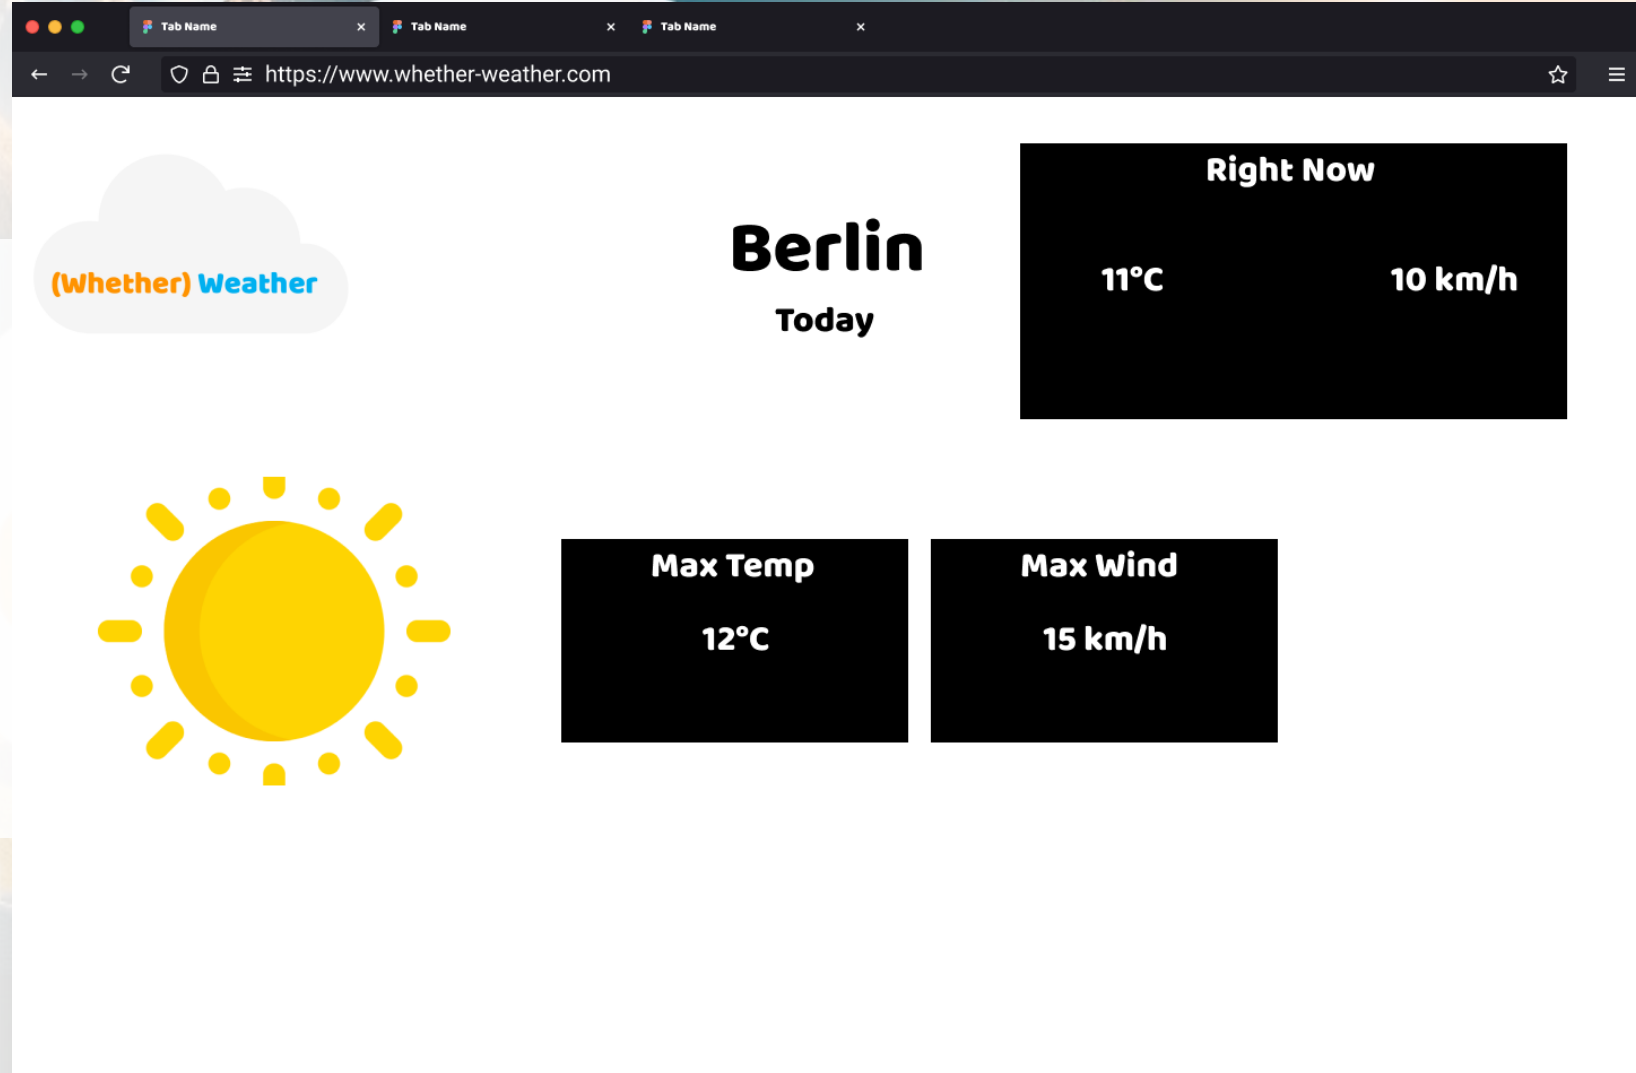 Tab Name
Tab Name
Tab Name
https://www.whether-weather.com
(Whether) Weather
Berlin
Today
Right Now
11°C
10 km/h
Max Temp
12°C
Max Wind
15 km/h